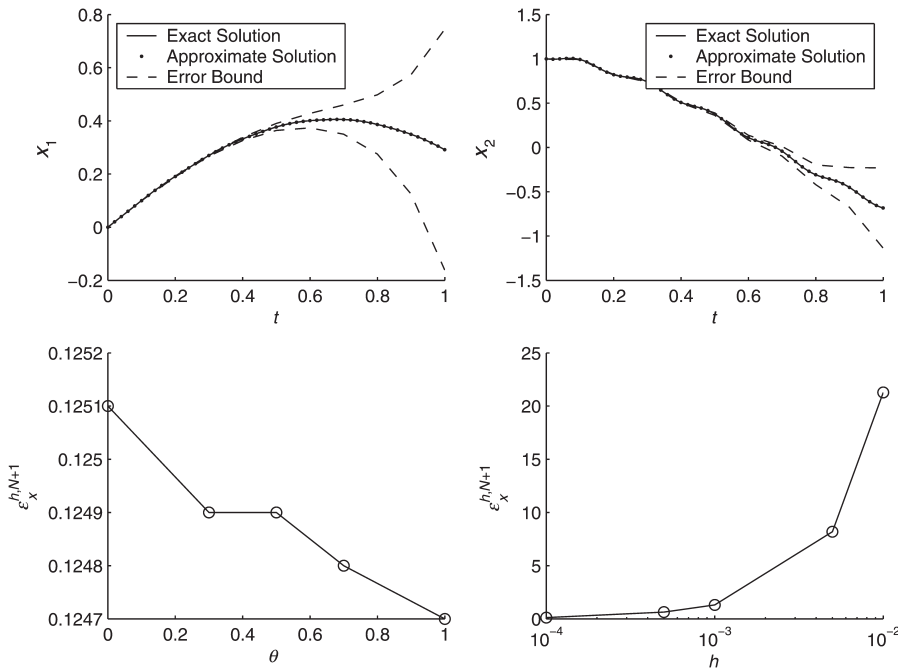 0.8
0.6
0.4
0.2
0
−0.2
x₁
Exact Solution
Approximate Solution
Error Bound
0 0.2 0.4 0.6 0.8 1
t
1.5
1
0.5
0
−0.5
−1
−1.5
x₂
Exact Solution
Approximate Solution
Error Bound
0 0.2 0.4 0.6 0.8 1
t
0.1252
0.1251
0.125
0.1249
0.1248
0.1247
ε_x^{h,N+1}
0 0.2 0.4 0.6 0.8 1
θ
25
20
15
10
5
0
ε_x^{h,N+1}
10⁻⁴ 10⁻³ 10⁻²
h